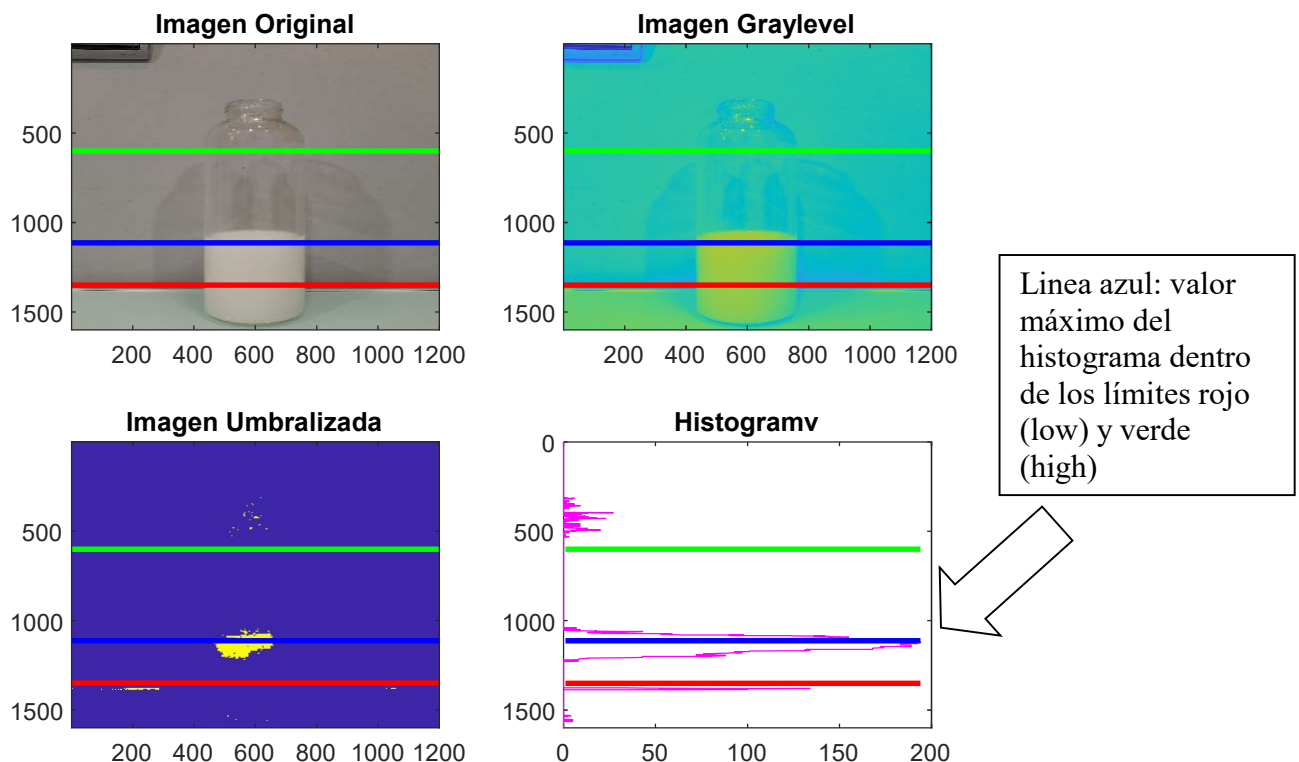 Imagen Original
500
1000
1500
200 400 600 800 1000 1200
Imagen Graylevel
500
1000
1500
200 400 600 800 1000 1200
Linea azul: valor
máximo del
histograma dentro
de los límites rojo
(low) y verde
(high)
Imagen Umbralizada
500
1000
1500
200 400 600 800 1000 1200
Histogramv
0
500
1000
1500
0 50 100 150 200